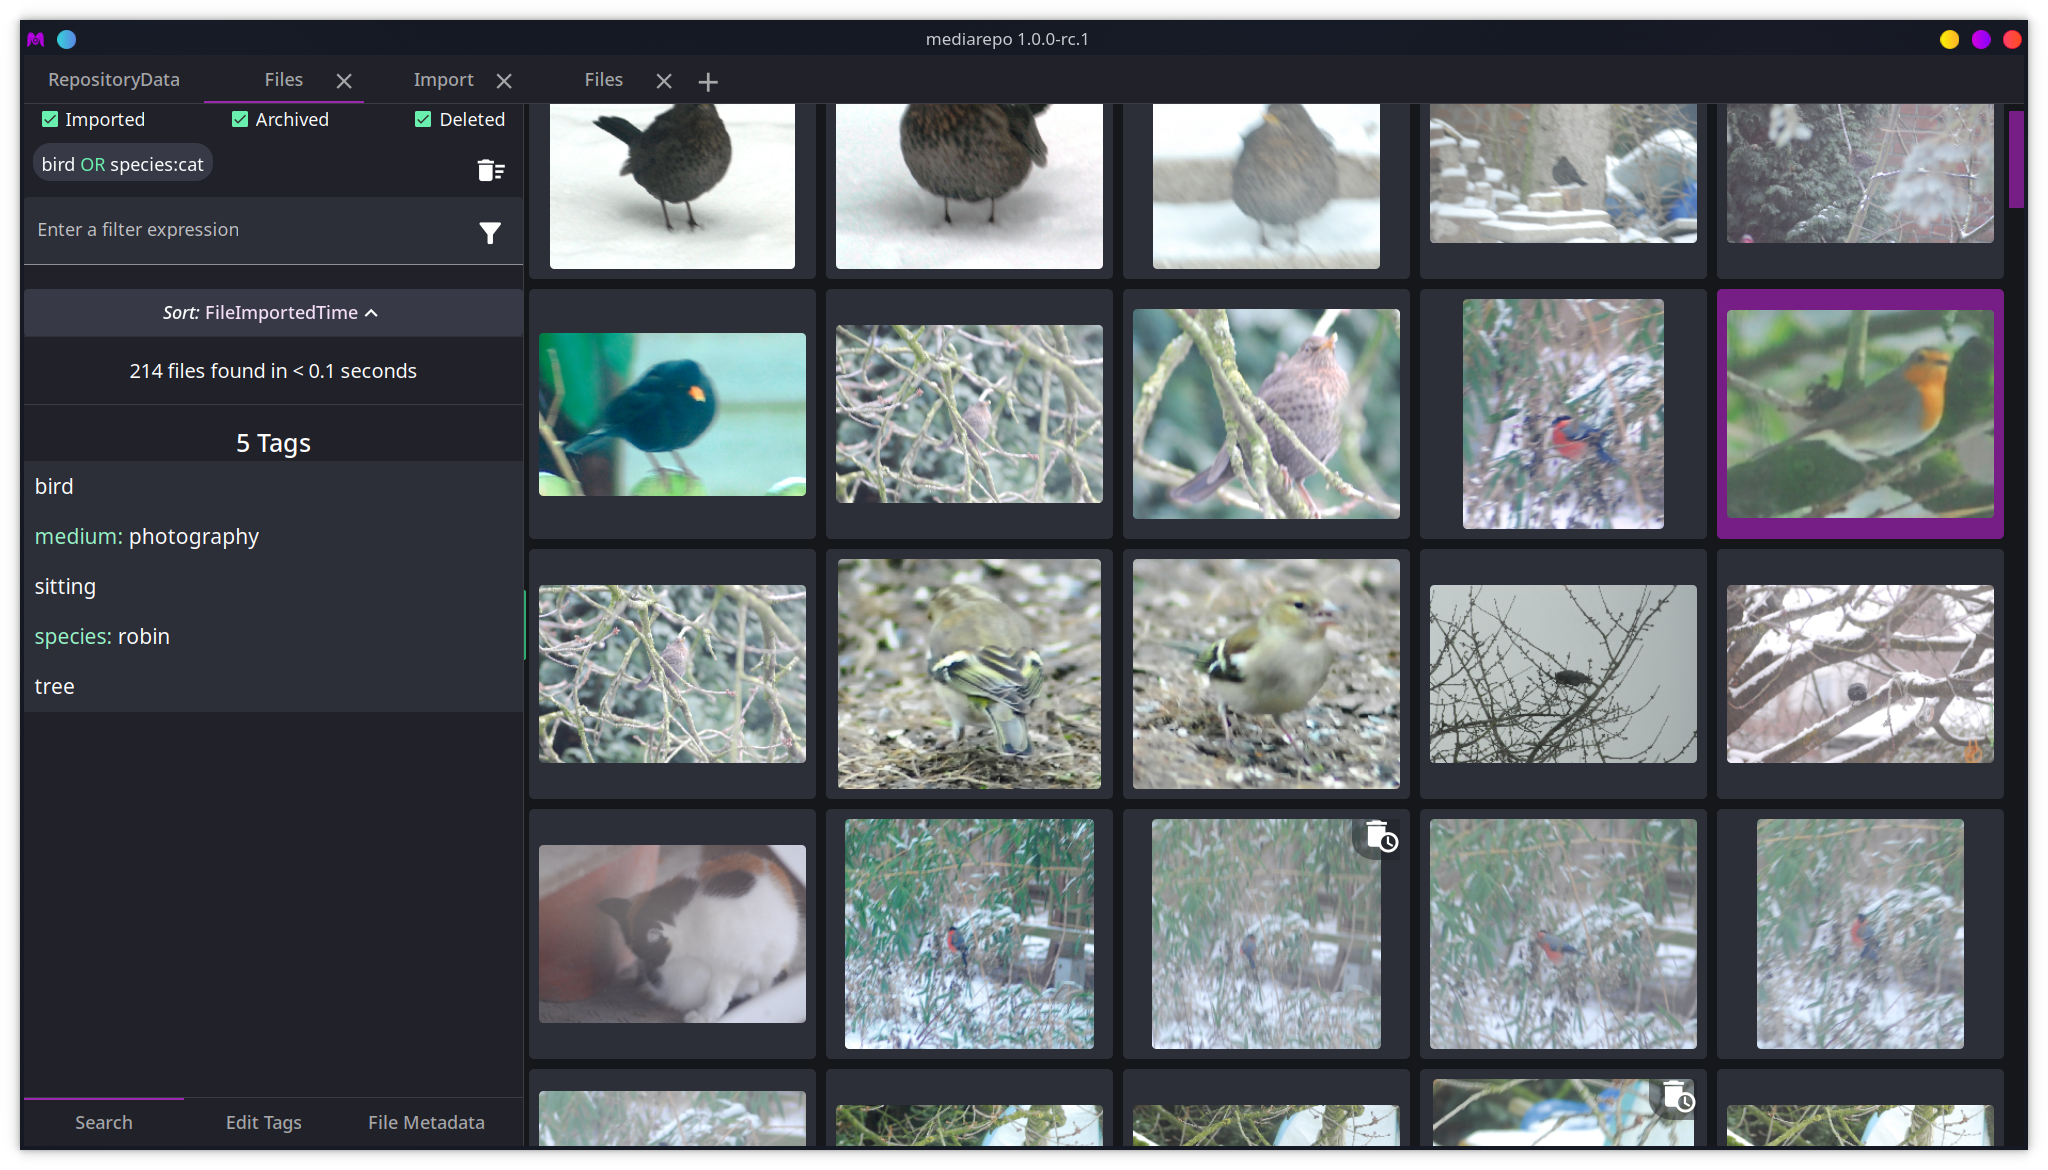 mediarepo 1.0.0-rc.1
RepositoryData Files Import Files
Imported Archived Deleted
bird OR species:cat
Enter a filter expression
Sort: FileImportedTime
214 files found in < 0.1 seconds
5 Tags
bird
medium: photography
sitting
species: robin
tree
Search Edit Tags File Metadata